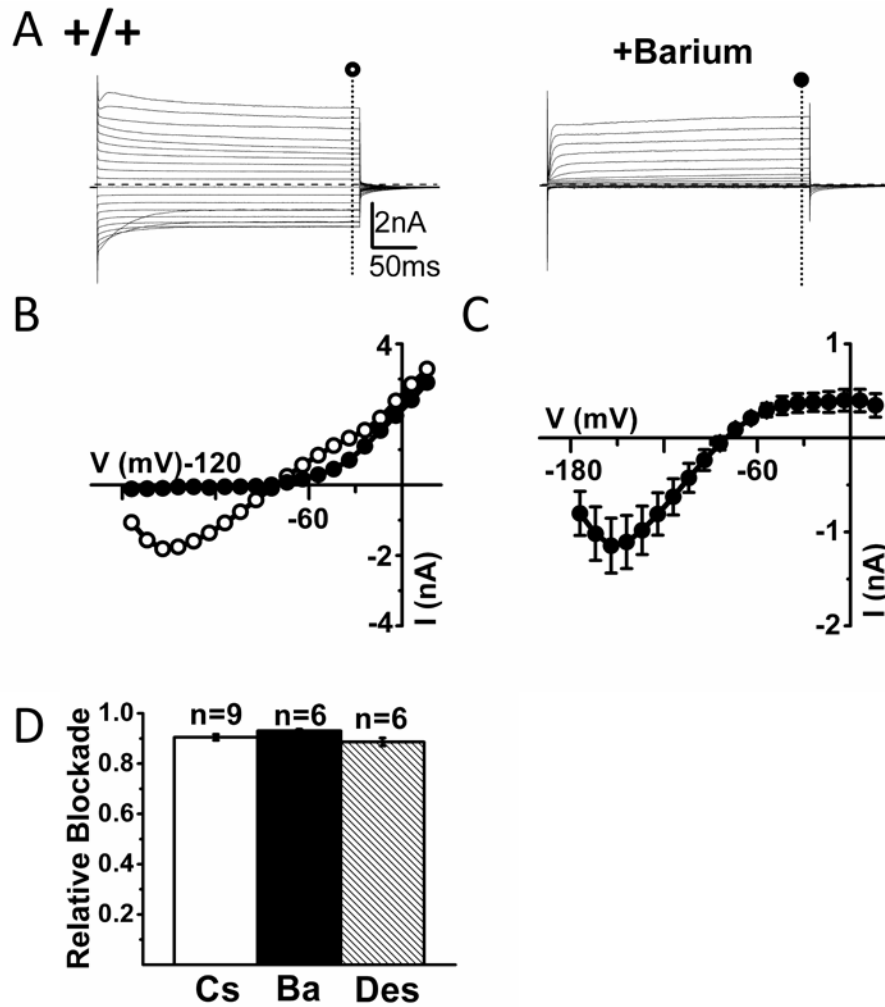 A +/+
+Barium
2nA
50ms
B
4
V (mV)-120
-60
-2
-4
I (nA)
C
1
V (mV)
-180
-60
-1
-2
I (nA)
D
Relative Blockade
1.0
0.8
0.6
0.4
0.2
n=9 n=6 n=6
Cs Ba Des